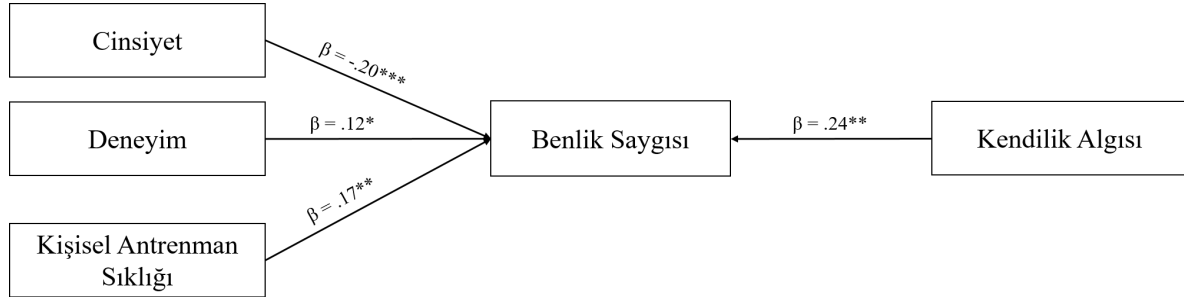 Cinsiyet
β = -.20***
Deneyim
β = .12*
Benlik Saygısı
β = .24**
Kendilik Algısı
β = .17**
Kişisel Antrenman
Sıklığı